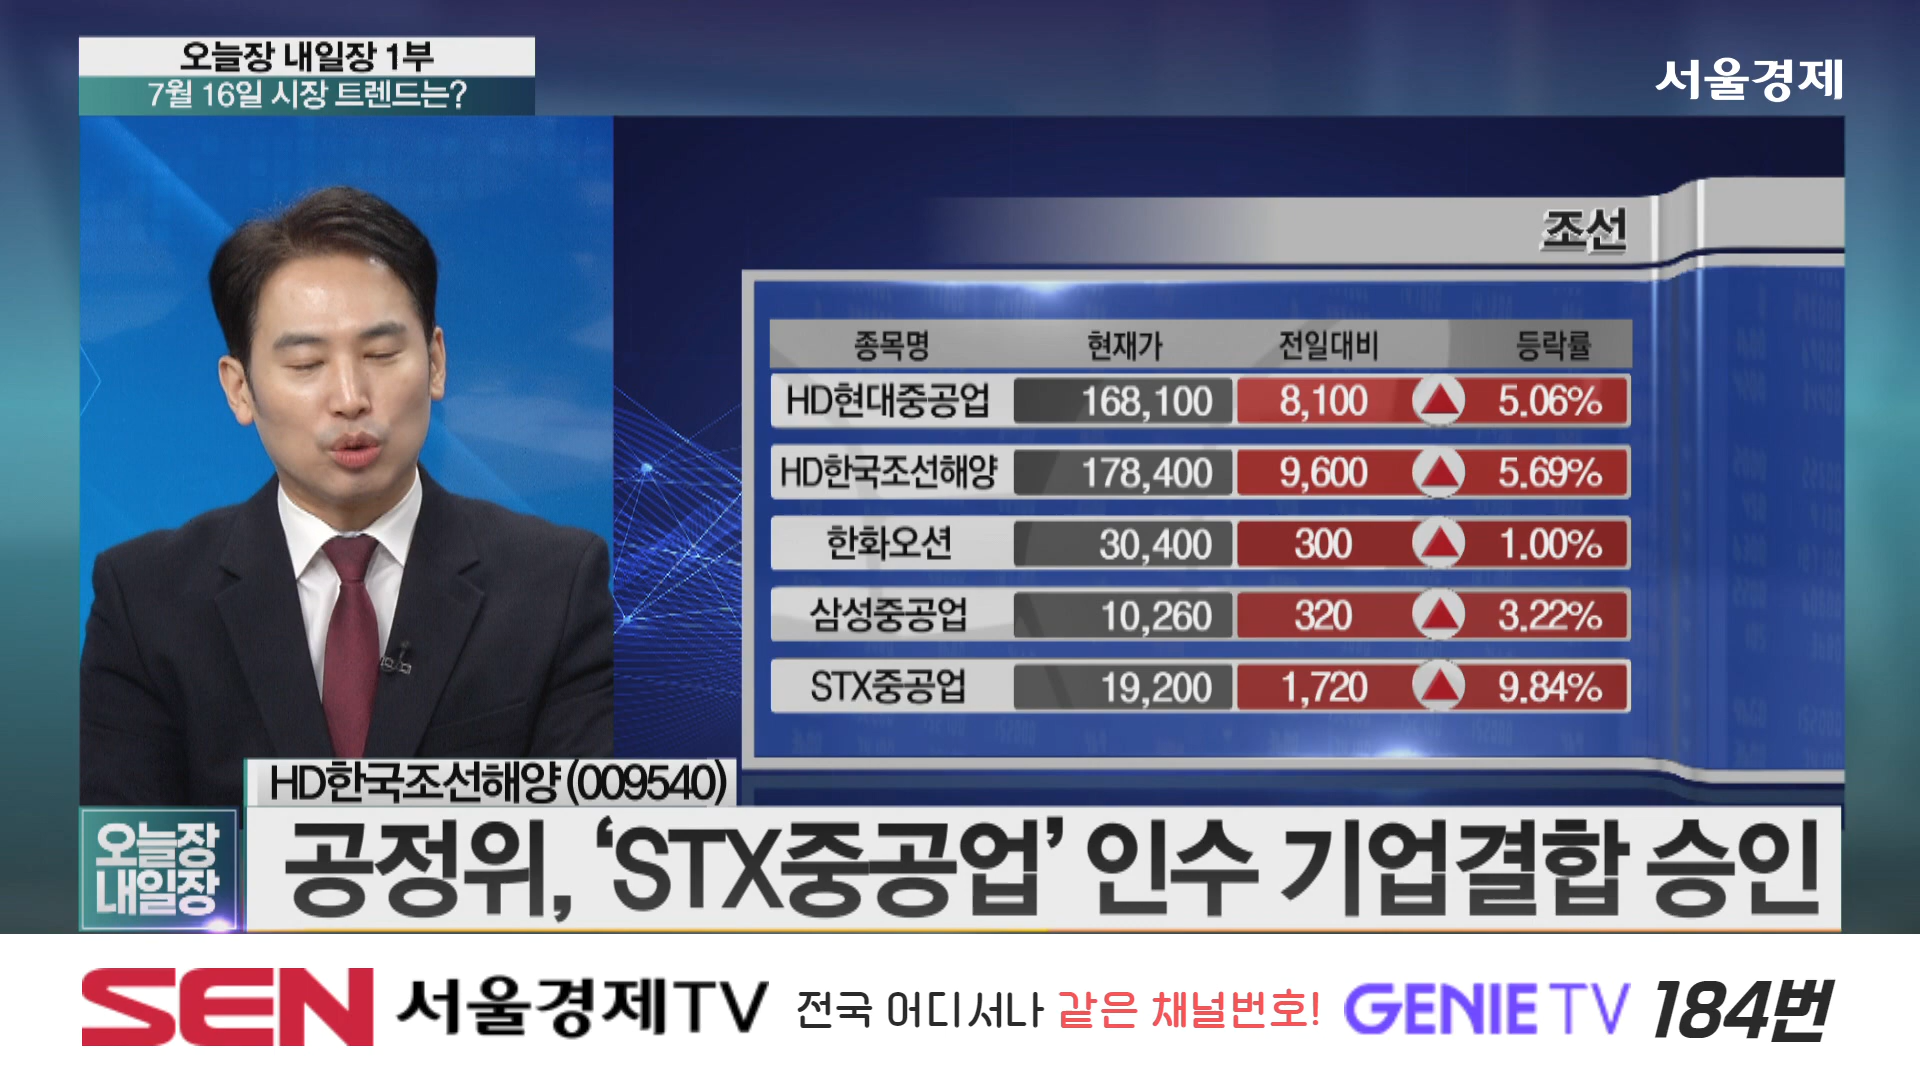 오늘장 내일장 1부
7월 16일 시장 트렌드는?
서울경제
조선
종목명 현재가 전일대비 등락률
HD현대중공업 168,100 8,100 ▲ 5.06%
HD한국조선해양 178,400 9,600 ▲ 5.69%
한화오션 30,400 300 ▲ 1.00%
삼성중공업 10,260 320 ▲ 3.22%
STX중공업 19,200 1,720 ▲ 9.84%
HD한국조선해양(009540)
오늘장
내일장
공정위, ‘STX중공업’ 인수 기업결합 승인
SEN 서울경제TV 전국 어디서나 같은 채널번호! GENIE TV 184번